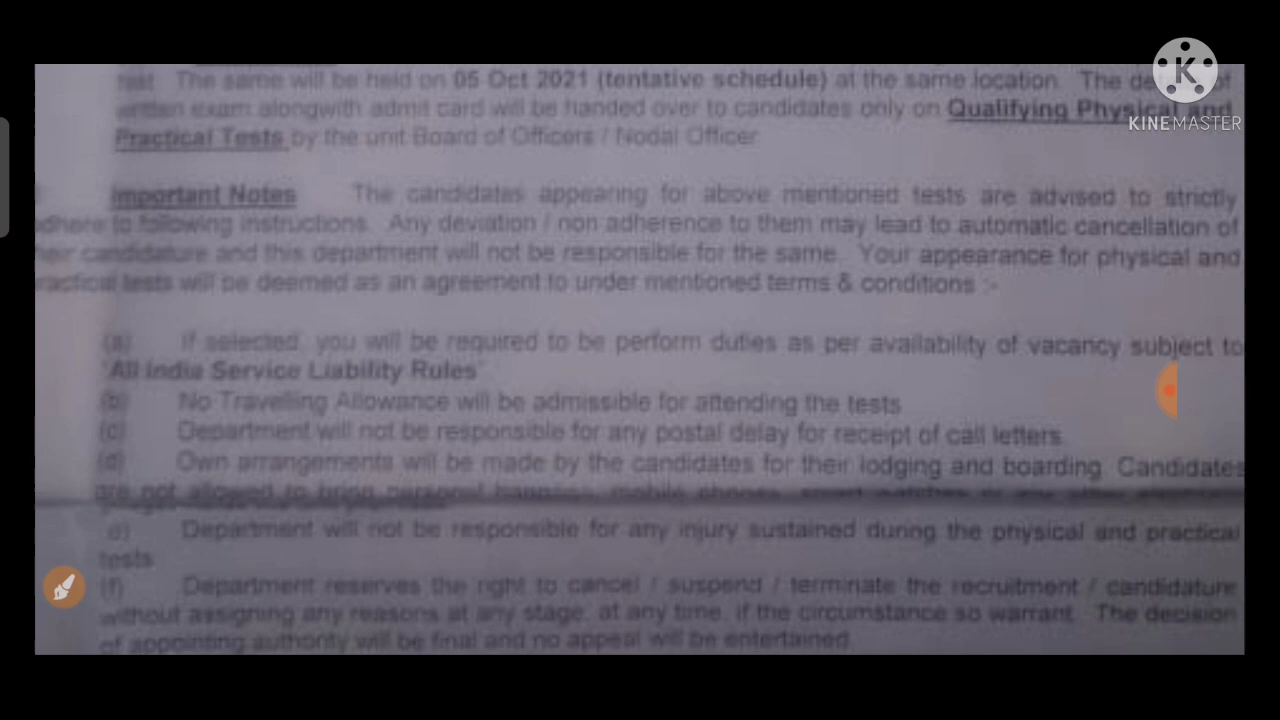 test. The same will be held on 05 Oct 2021 (tentative schedule) at the same location. The of
written exam alongwith admit card will be handed over to candidates only on Qualifying Physical and
Practical Tests by the unit Board of Officers / Nodal Officer
Important Notes The candidates appearing for above mentioned tests are advised to strictly
adhere to following instructions. Any deviation / non adherence to them may lead to automatic cancellation of
their candidature and this department will not be responsible for the same. Your appearance for physical and
practical tests will be deemed as an agreement to under mentioned terms & conditions :-
(a) If selected, you will be required to be perform duties as per availability of vacancy subject to
"All India Service Liability Rules"
(b) No Travelling Allowance will be admissible for attending the tests
(c) Department will not be responsible for any postal delay for receipt of call letters.
(d) Own arrangements will be made by the candidates for their lodging and boarding. Candidates
are not allowed to bring personal mobile phones, smart watches or any other
e) Department will not be responsible for any injury sustained during the physical and practical
tests
(f) Department reserves the right to cancel / suspend / terminate the recruitment / candidature
without assigning any reasons at any stage, at any time, if the circumstance so warrant. The decision
of appointing authority will be final and no appeal will be entertained
K
KINEMASTER